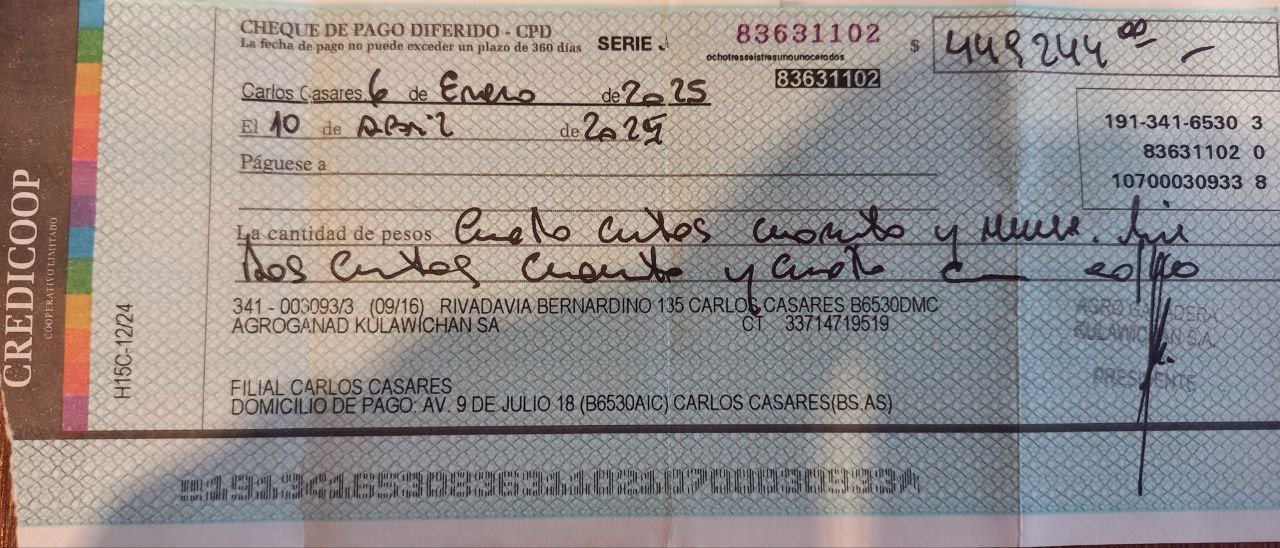 CREDICOOP
COOPERATIVO LIMITADO
H15C-12/24
CHEQUE DE PAGO DIFERIDO - CPD
La fecha de pago no puede exceder un plazo de 360 días
SERIE J
83631102
ochotresseistresunounocerodos
83631102
$ 449244 00
Carlos Casares 6 de Enero de 2025
El 10 de Abril de 2025
Páguese a
191-341-6530 3
83631102 0
10700030933 8
La cantidad de pesos Cuatro cientos cuarenta y nueve. mil
Dos cientos cuarenta y cuatro con 00/00
341 - 003093/3 (09/16) RIVADAVIA BERNARDINO 135 CARLOS CASARES B6530DMC
AGROGANAD KULAWICHAN SA CT 33714719519
AGRO GANADERA
KULAWICHAN S.A.
PRESIDENTE
FILIAL CARLOS CASARES
DOMICILIO DE PAGO: AV. 9 DE JULIO 18 (B6530AIC) CARLOS CASARES(BS.AS)